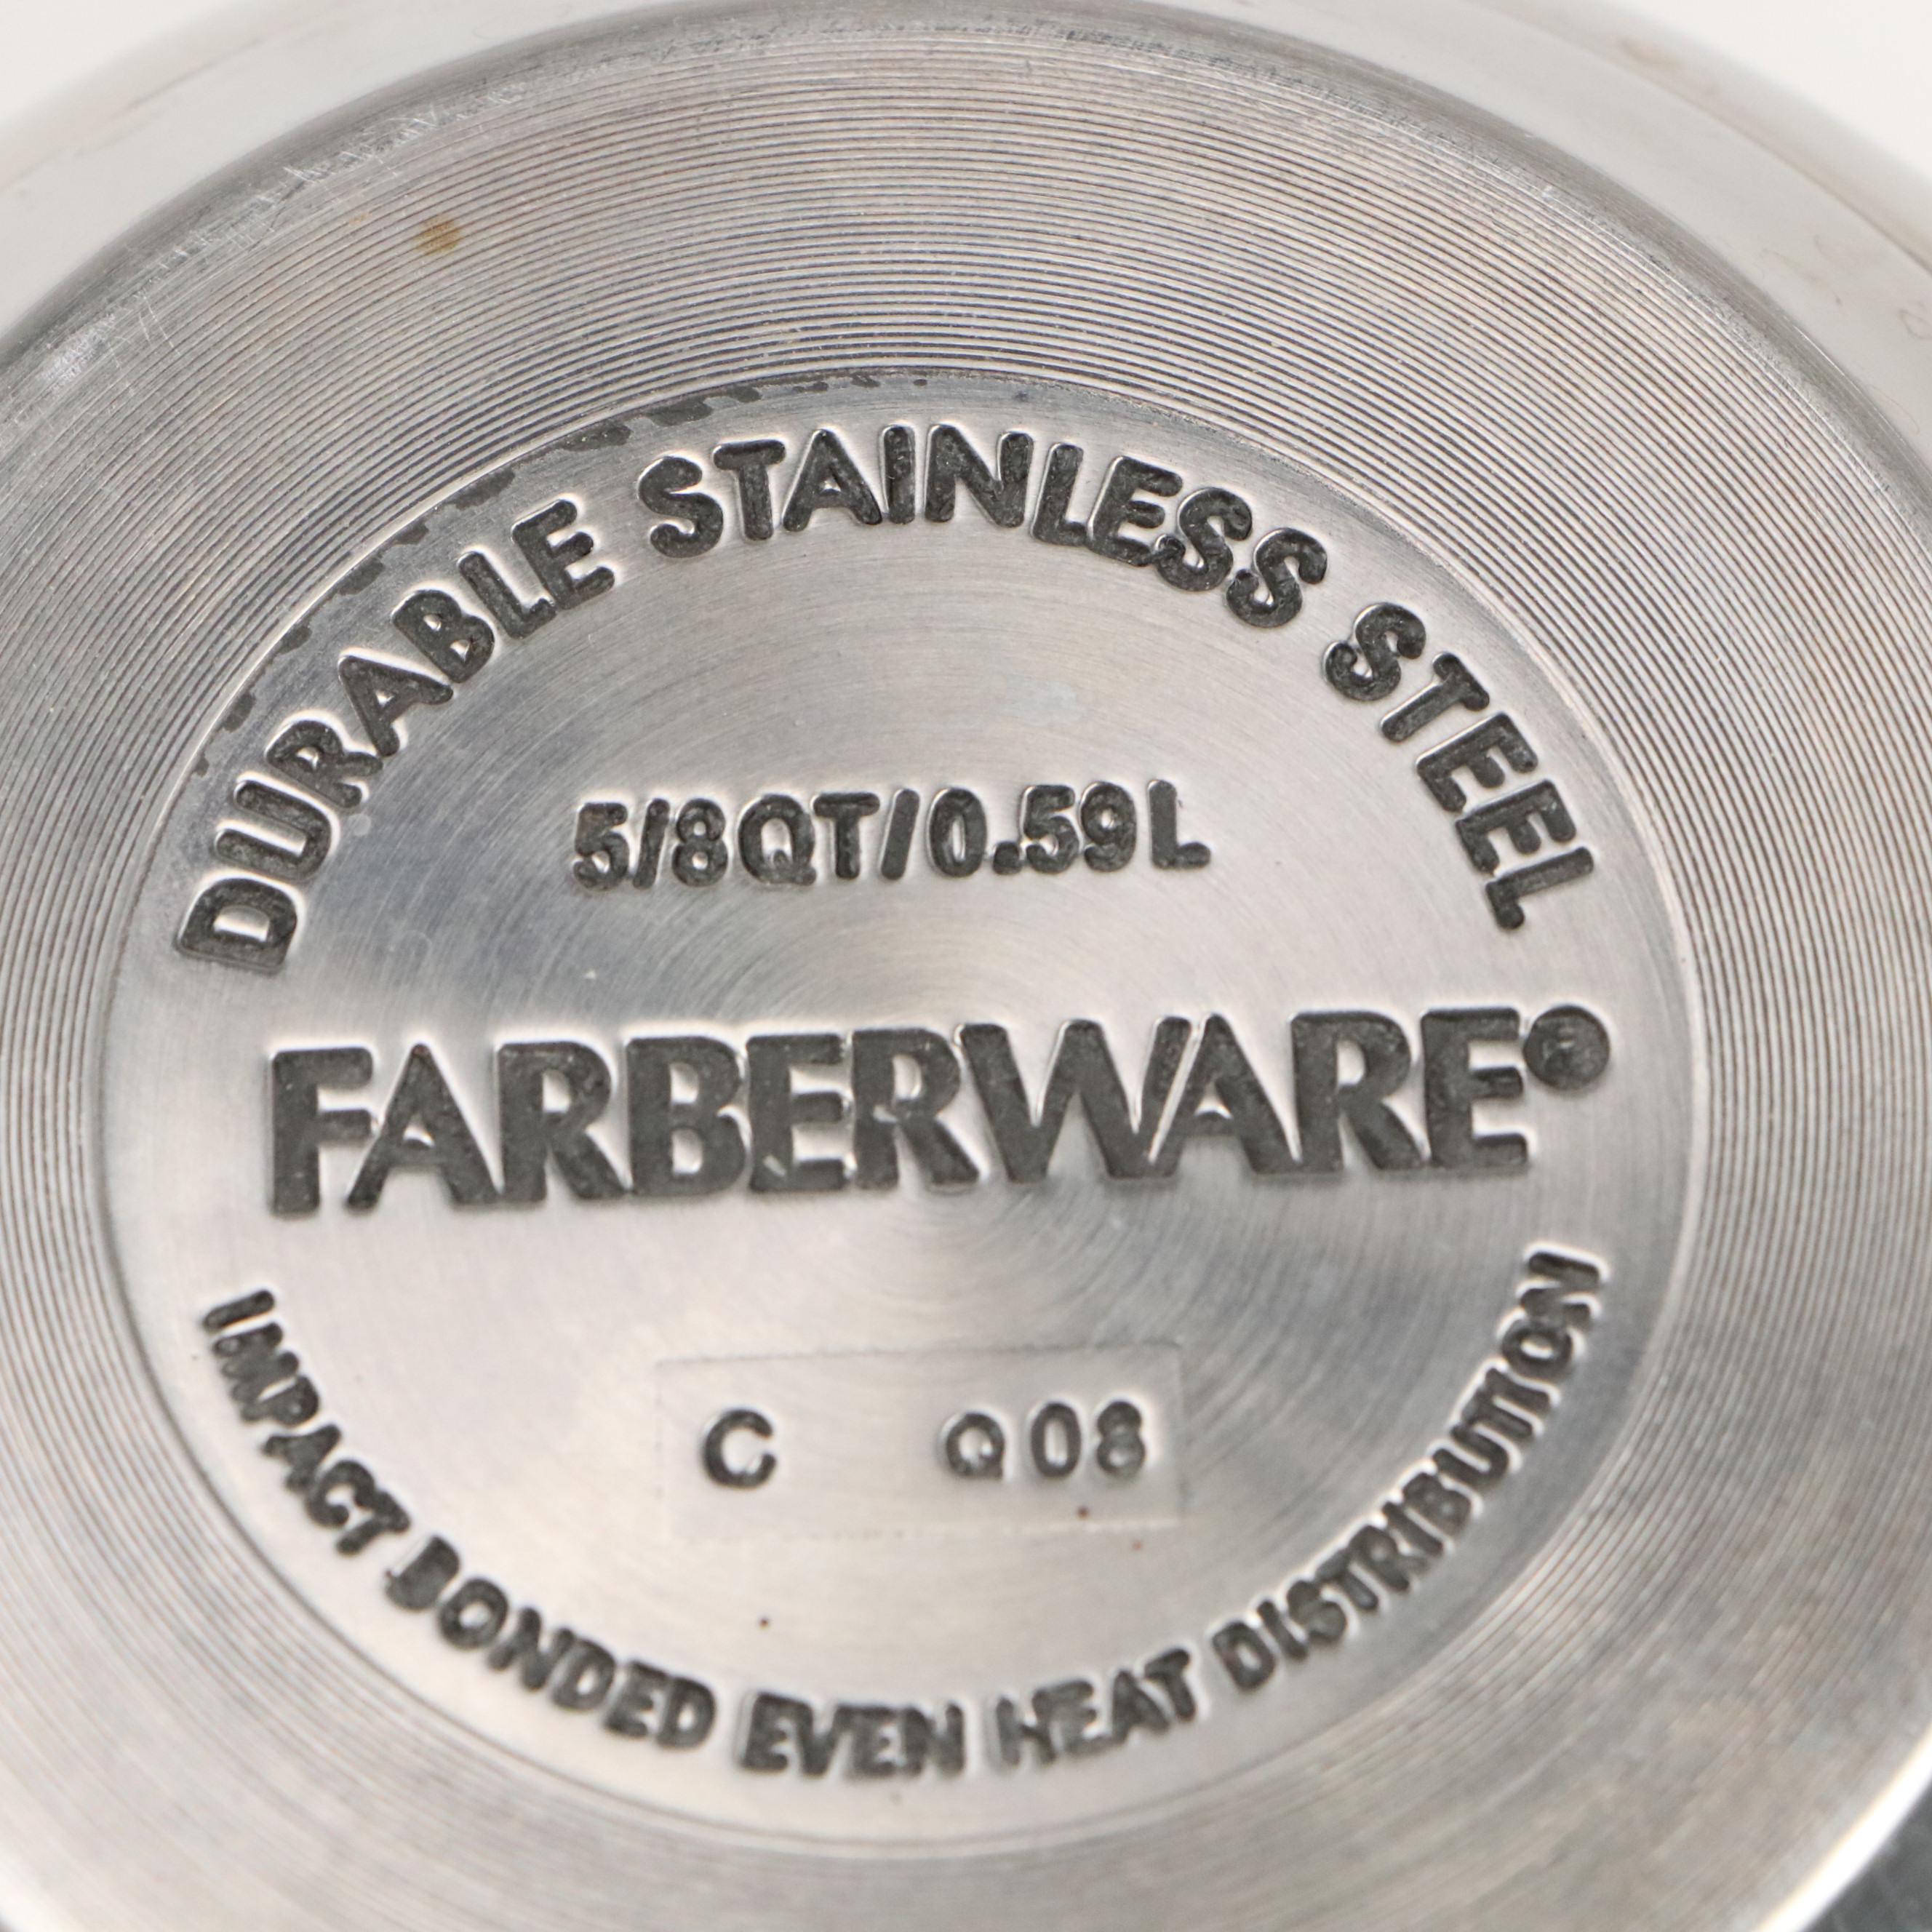 DURABLE STAINLESS STEEL
5/8QT/0.59L
FARBERWARE®
C Q08
IMPACT BONDED EVEN HEAT DISTRIBUTION